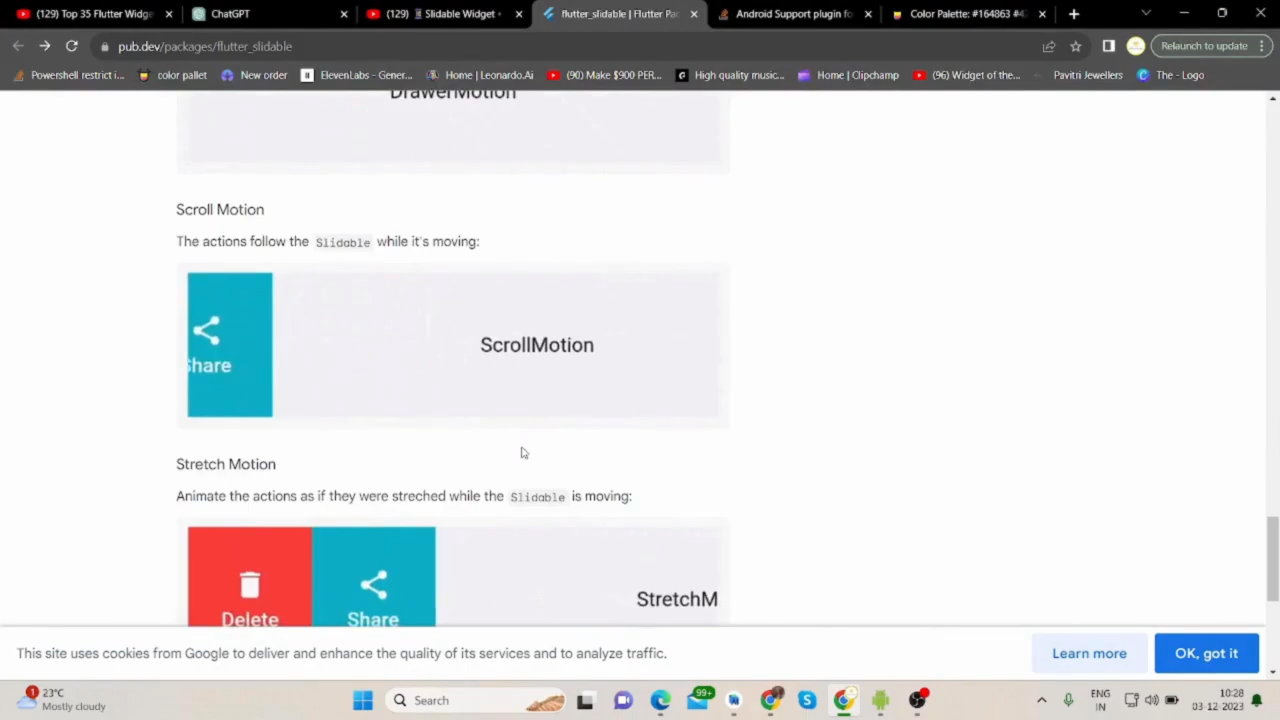 (129) Top 35 Flutter Widge
ChatGPT
(129) 📱 Slidable Widget •
flutter_slidable | Flutter Pac
Android Support plugin fo
Color Palette: #164863 #42
pub.dev/packages/flutter_slidable
Relaunch to update
Powershell restrict i...
color pallet
New order
ElevenLabs - Gener...
Home | Leonardo.Ai
(90) Make $900 PER...
High quality music...
Home | Clipchamp
(96) Widget of the...
Pavitri Jewellers
The - Logo
DrawerMotion
Scroll Motion
The actions follow the Slidable while it's moving:
Share
ScrollMotion
Stretch Motion
Animate the actions as if they were streched while the Slidable is moving:
Delete
Share
StretchM
This site uses cookies from Google to deliver and enhance the quality of its services and to analyze traffic.
Learn more
OK, got it
1
23°C
Mostly cloudy
Search
99+
ENG
IN
10:28
03-12-2023